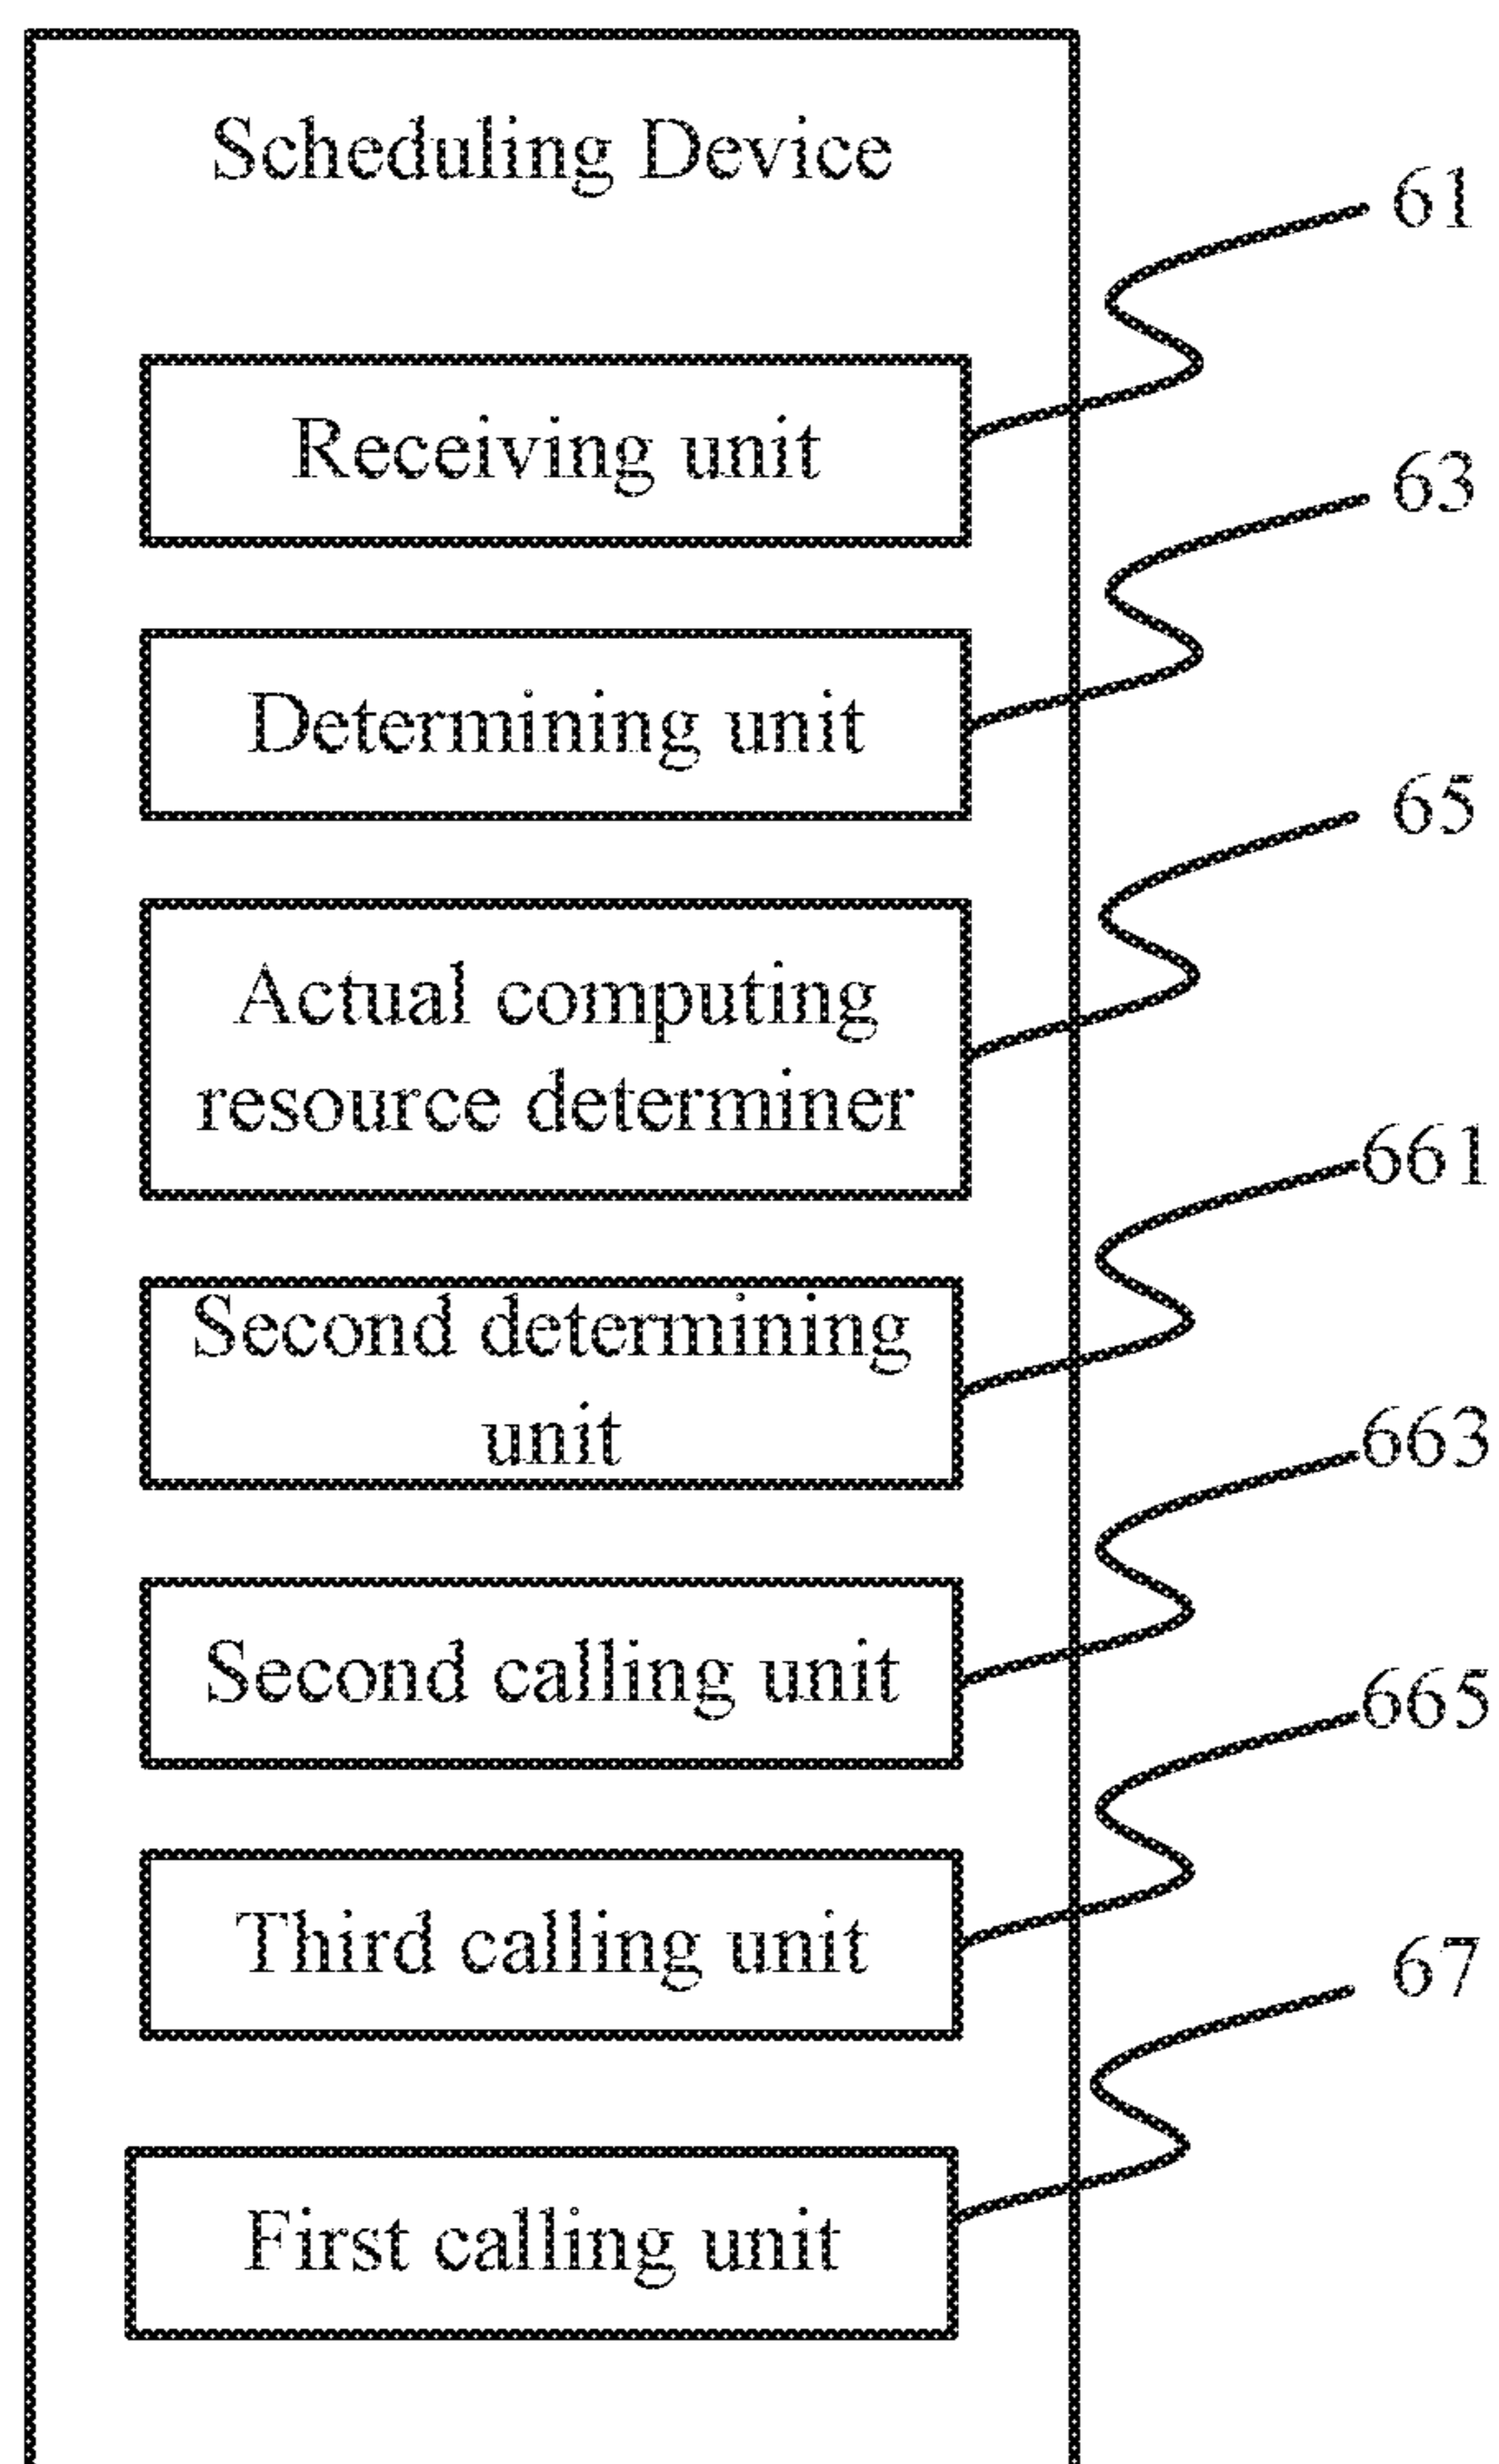 Scheduling Device
61
Receiving unit
63
Determining unit
65
Actual computing
resource determiner
661
Second determining
unit
663
Second calling unit
665
Third calling unit
67
First calling unit